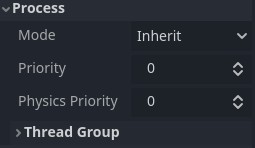 Process
Mode Inherit
Priority 0
Physics Priority 0
Thread Group